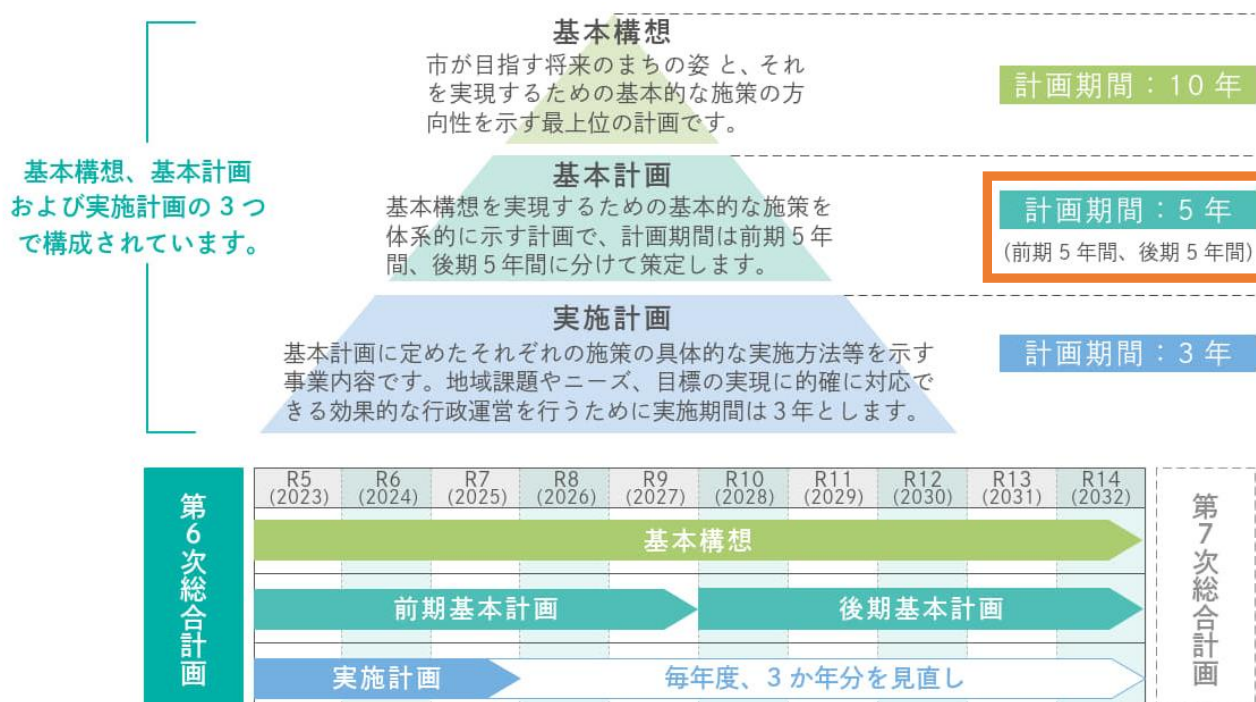 基本構想
市が目指す将来のまちの姿 と、それ
を実現するための基本的な施策の方
向性を示す最上位の計画です。
計画期間：10 年
基本構想、基本計画
および実施計画の 3 つ
で構成されています。
基本計画
基本構想を実現するための基本的な施策を
体系的に示す計画で、計画期間は前期 5 年
間、後期 5 年間に分けて策定します。
計画期間：5 年
(前期 5 年間、後期 5 年間)
実施計画
基本計画に定めたそれぞれの施策の具体的な実施方法等を示す
事業内容です。地域課題やニーズ、目標の実現に的確に対応で
きる効果的な行政運営を行うために実施期間は 3 年とします。
計画期間：3 年
第6次総合計画
R5 R6 R7 R8 R9 R10 R11 R12 R13 R14
(2023) (2024) (2025) (2026) (2027) (2028) (2029) (2030) (2031) (2032)
基本構想
前期基本計画 後期基本計画
実施計画 毎年度、3 か年分を見直し
第7次総合計画